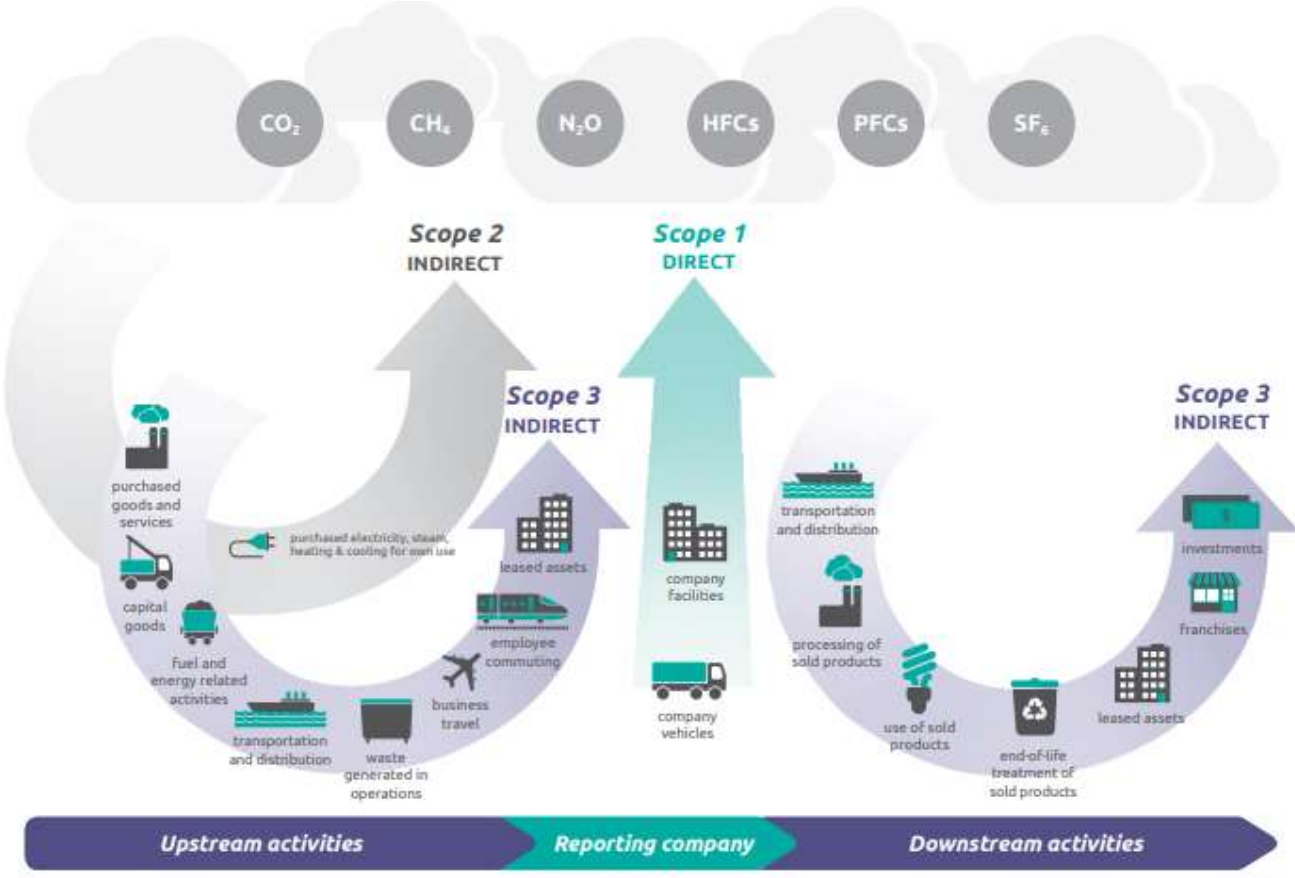 CO₂
CH₄
N₂O
HFCs
PFCs
SF₆
Scope 2
INDIRECT
Scope 1
DIRECT
Scope 3
INDIRECT
Scope 3
INDIRECT
purchased
goods and
services
capital
goods
fuel and
energy related
activities
transportation
and distribution
waste
generated in
operations
business
travel
employee
commuting
leased assets
purchased electricity, steam,
heating & cooling for own use
company
facilities
company
vehicles
transportation
and distribution
processing of
sold products
use of sold
products
end-of-life
treatment of
sold products
leased assets
franchises
investments
$
Upstream activities
Reporting company
Downstream activities